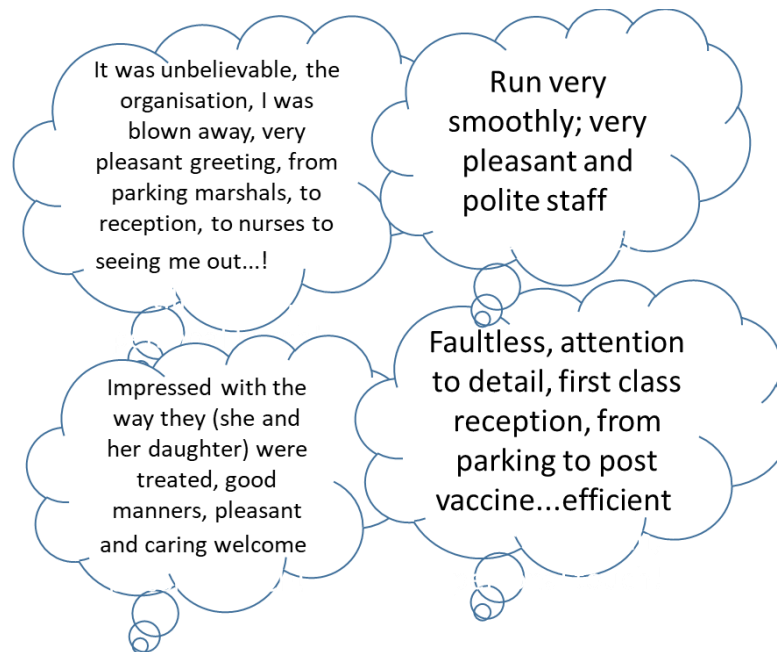 It was unbelievable, the
organisation, I was
blown away, very
pleasant greeting, from
parking marshals, to
reception, to nurses to
seeing me out...!
Run very
smoothly; very
pleasant and
polite staff
Impressed with the
way they (she and
her daughter) were
treated, good
manners, pleasant
and caring welcome
Faultless, attention
to detail, first class
reception, from
parking to post
vaccine...efficient